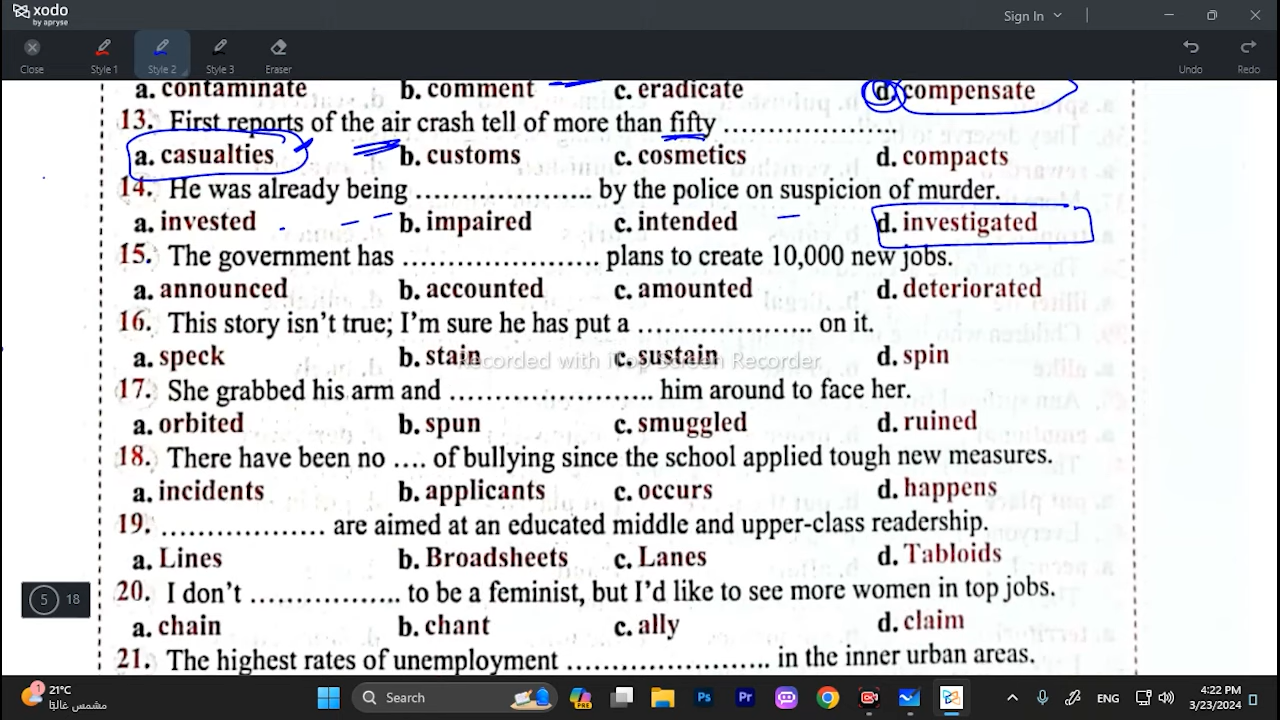 xodo
by apryse
Sign In
Close
Style 1
Style 2
Style 3
Eraser
Undo
Redo
a. contaminate b. comment c. eradicate d. compensate
13. First reports of the air crash tell of more than fifty ......................
a. casualties b. customs c. cosmetics d. compacts
14. He was already being ........................ by the police on suspicion of murder.
a. invested b. impaired c. intended d. investigated
15. The government has ........................ plans to create 10,000 new jobs.
a. announced b. accounted c. amounted d. deteriorated
16. This story isn't true; I'm sure he has put a ...................... on it.
a. speck b. stain c. sustain d. spin
Recorded with iTop Screen Recorder
17. She grabbed his arm and .......................... him around to face her.
a. orbited b. spun c. smuggled d. ruined
18. There have been no .... of bullying since the school applied tough new measures.
a. incidents b. applicants c. occurs d. happens
19. ..................... are aimed at an educated middle and upper-class readership.
a. Lines b. Broadsheets c. Lanes d. Tabloids
20. I don't ................... to be a feminist, but I'd like to see more women in top jobs.
a. chain b. chant c. ally d. claim
21. The highest rates of unemployment .......................... in the inner urban areas.
5 18
1
21°C
مشمس غالبًا
Search
PRE
Ps
Pr
ENG
4:22 PM
3/23/2024